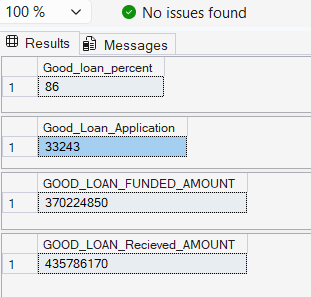 100 %
No issues found
Results
Messages
Good_loan_percent
1 86
Good_Loan_Application
1 33243
GOOD_LOAN_FUNDED_AMOUNT
1 370224850
GOOD_LOAN_Recieved_AMOUNT
1 435786170